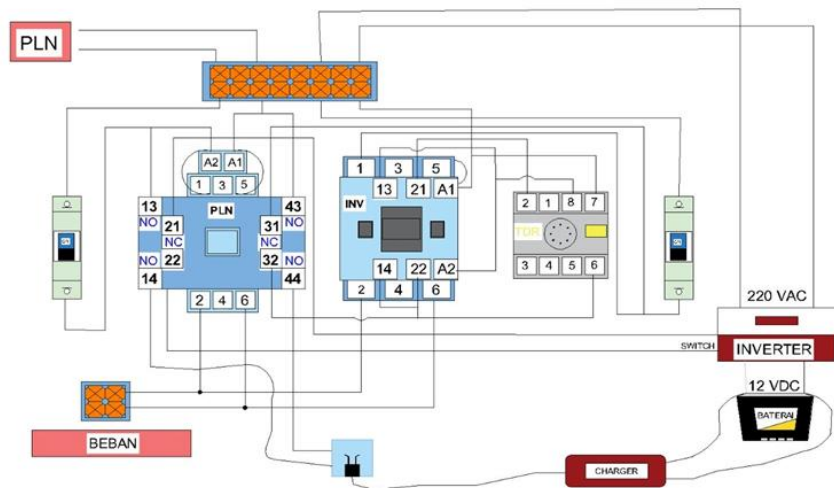 PLN
A2 A1
1 3 5
13 PLN 43
NO NO
21 31
NC NC
22 32
NO NO
14 44
2 4 6
1 3 5
13 21 A1
INV
14 22 A2
2 4 6
2 1 8 7
TDR
3 4 5 6
220 VAC
SWITCH INVERTER
12 VDC
BATERAI
BEBAN
CHARGER